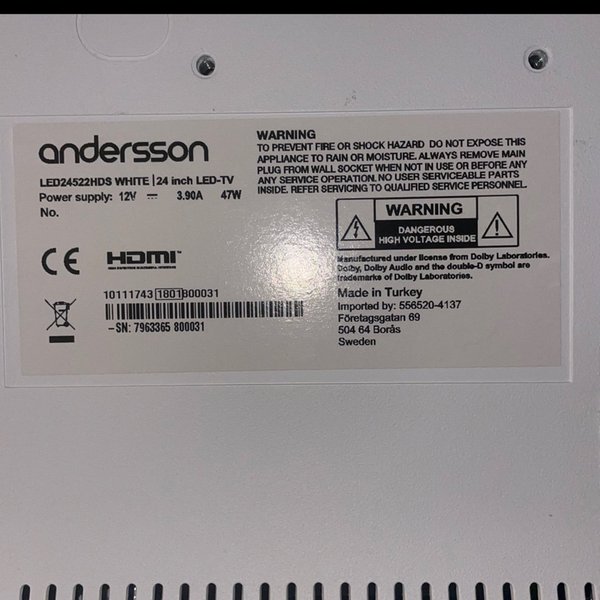 andersson
LED24522HDS WHITE | 24 inch LED-TV
Power supply: 12V ⎓ 3.90A 47W
No.
CE HDMI
10111743 1801 800031
-SN: 7963365 800031
WARNING
TO PREVENT FIRE OR SHOCK HAZARD DO NOT EXPOSE THIS
APPLIANCE TO RAIN OR MOISTURE. ALWAYS REMOVE MAIN
PLUG FROM WALL SOCKET WHEN NOT IN USE OR BEFORE ANY
ANY SERVICE OPERATION. NO USER SERVICEABLE PARTS
INSIDE. REFER SERVICING TO QUALIFIED SERVICE PERSONNEL.
WARNING
DANGEROUS
HIGH VOLTAGE INSIDE
Manufactured under license from Dolby Laboratories.
Dolby, Dolby Audio and the double-D symbol are
trademarks of Dolby Laboratories.
Made in Turkey
Imported by: 556520-4137
Företagsgatan 69
504 64 Borås
Sweden